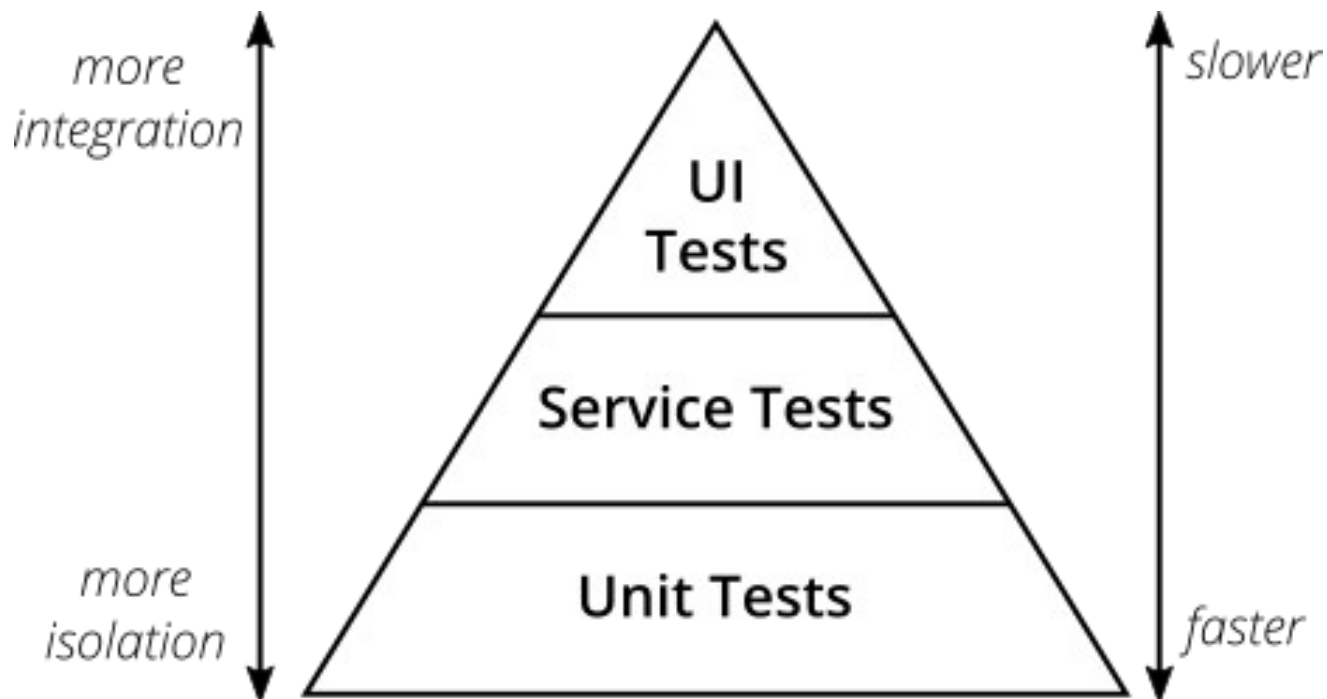 more
integration
slower
UI
Tests
Service Tests
Unit Tests
more
isolation
faster